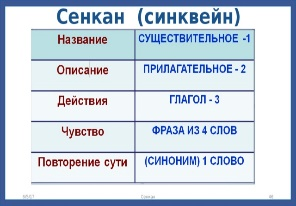 Сенкан (синквейн)
Название СУЩЕСТВИТЕЛЬНОЕ -1
Описание ПРИЛАГАТЕЛЬНОЕ - 2
Действия ГЛАГОЛ - 3
Чувство ФРАЗА ИЗ 4 СЛОВ
Повторение сути (СИНОНИМ) 1 СЛОВО